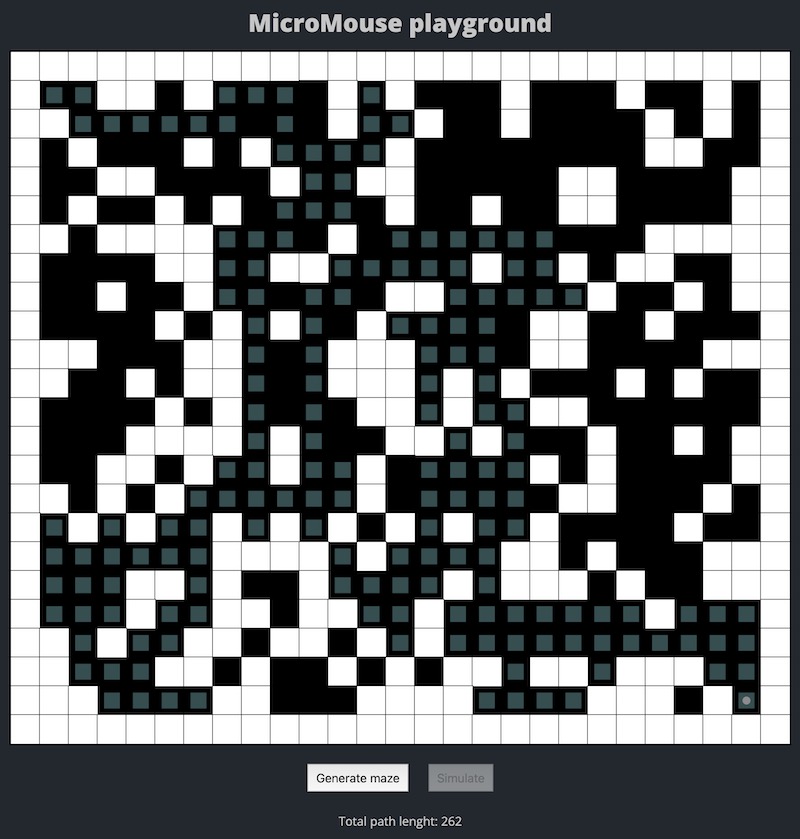 MicroMouse playground
Generate maze
Simulate
Total path lenght: 262